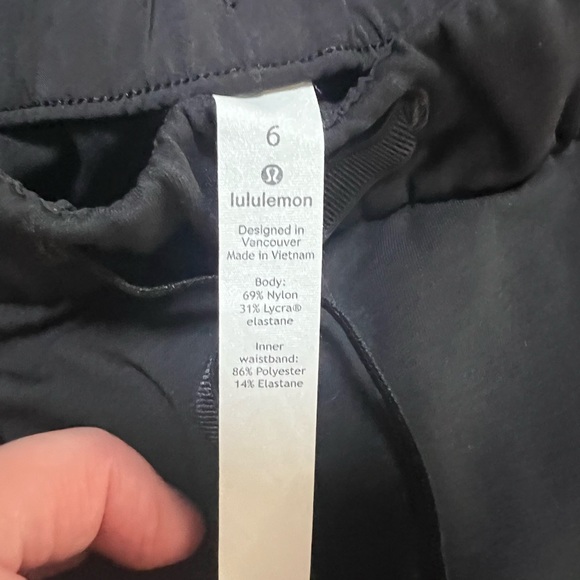 6
lululemon
Designed in
Vancouver
Made in Vietnam
Body:
69% Nylon
31% Lycra®
elastane
Inner
waistband:
86% Polyester
14% Elastane